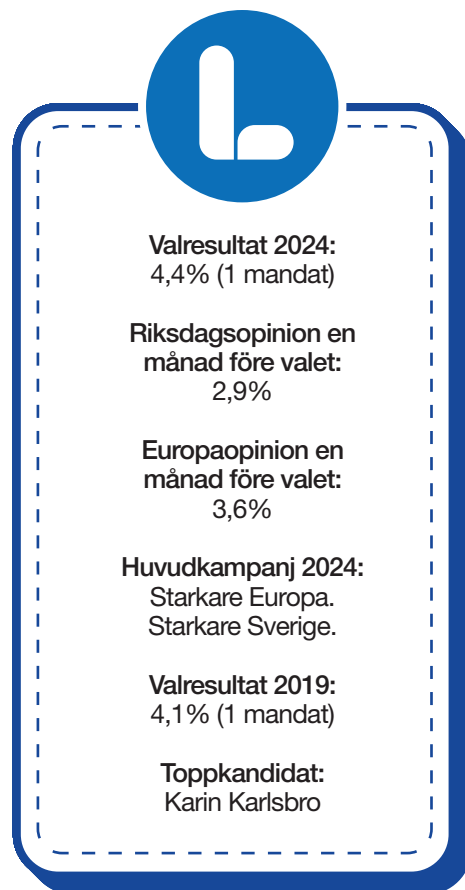 Valresultat 2024:
4,4% (1 mandat)
Riksdagsopinion en
månad före valet:
2,9%
Europaopinion en
månad före valet:
3,6%
Huvudkampanj 2024:
Starkare Europa.
Starkare Sverige.
Valresultat 2019:
4,1% (1 mandat)
Toppkandidat:
Karin Karlsbro